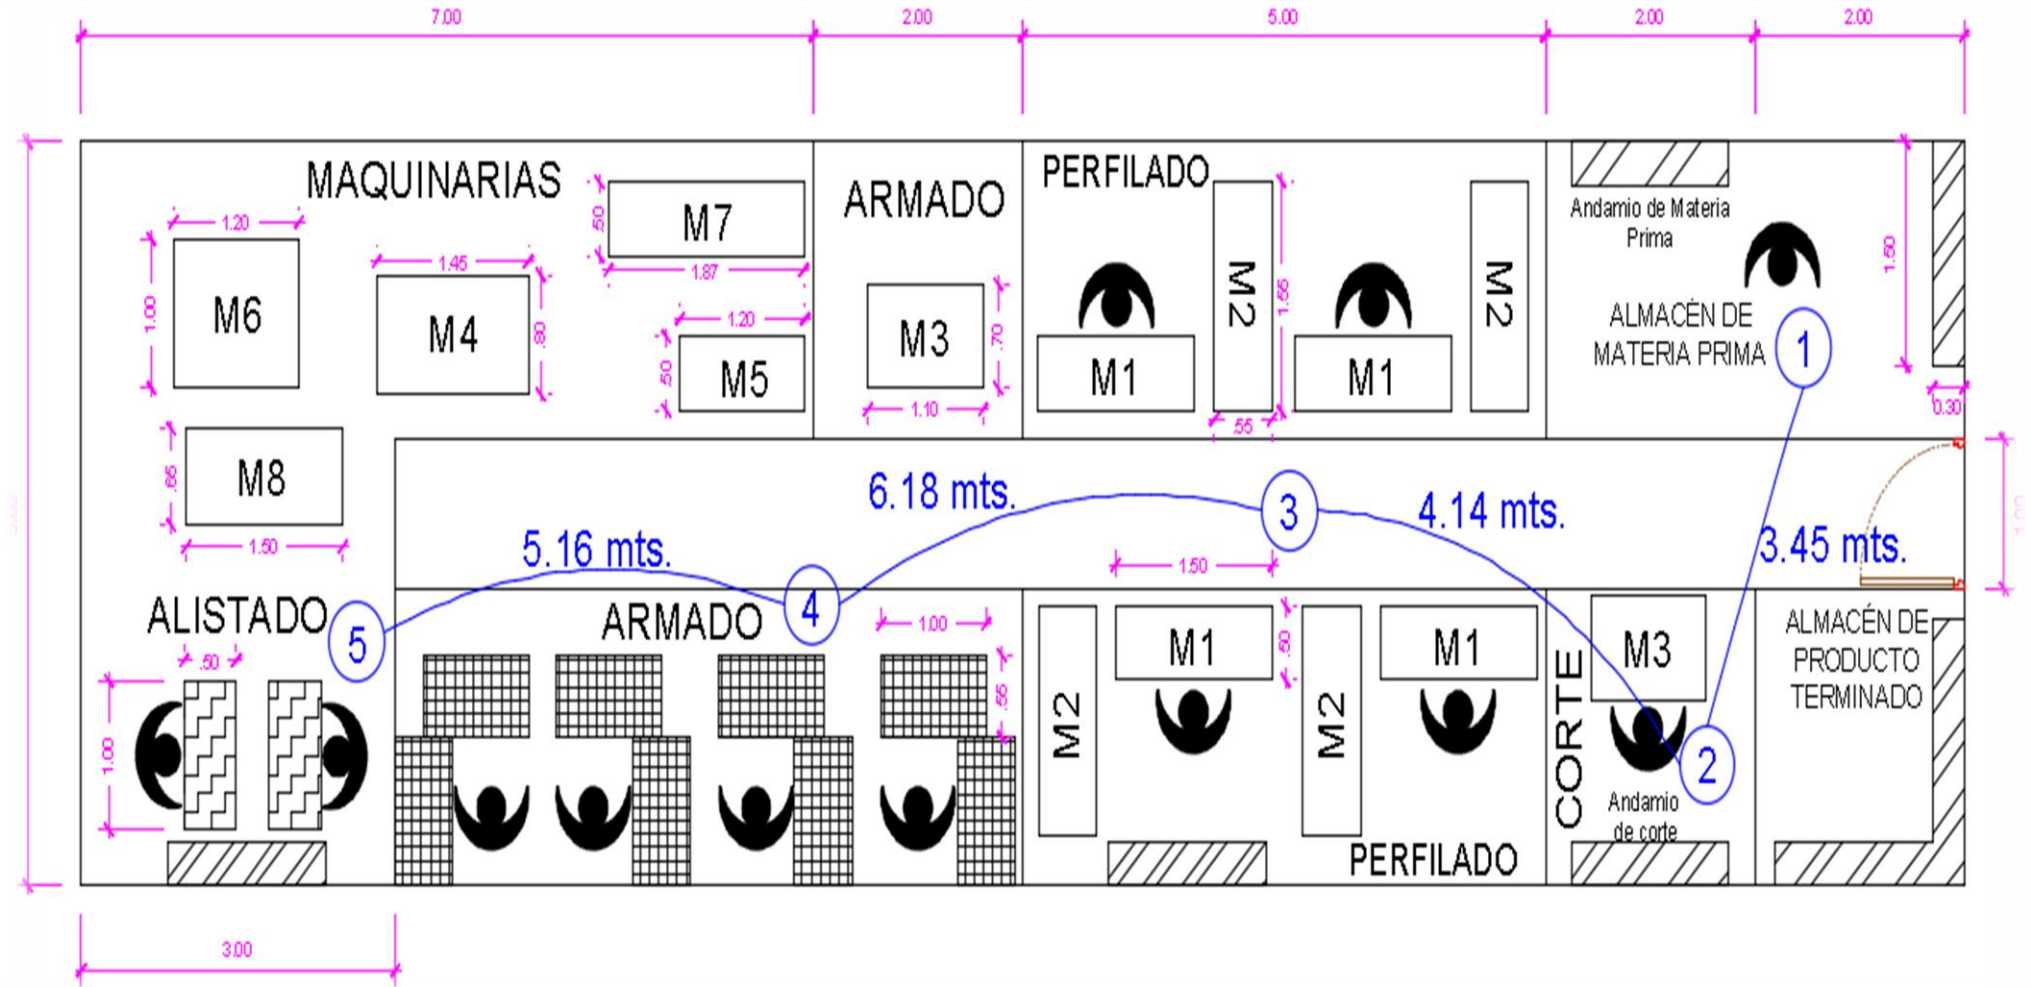 7.00
2.00
5.00
2.00
2.00
MAQUINARIAS
ARMADO
PERFILADO
Andamio de Materia
Prima
ALMACÉN DE
MATERIA PRIMA
1
1.50
0.30
1.20
1.00
M6
1.45
M4
.80
.50
M7
1.87
1.20
.50
M5
M3
.70
1.10
M1
M2
.55
1.55
M1
M2
.65
M8
1.50
5.16 mts.
6.18 mts.
3
4.14 mts.
3.45 mts.
1.00
1.50
ALISTADO
5
ARMADO
4
1.00
.50
1.00
.55
M2
M1
.50
M2
M1
PERFILADO
CORTE
M3
2
Andamio
de corte
ALMACÉN DE
PRODUCTO
TERMINADO
3.00